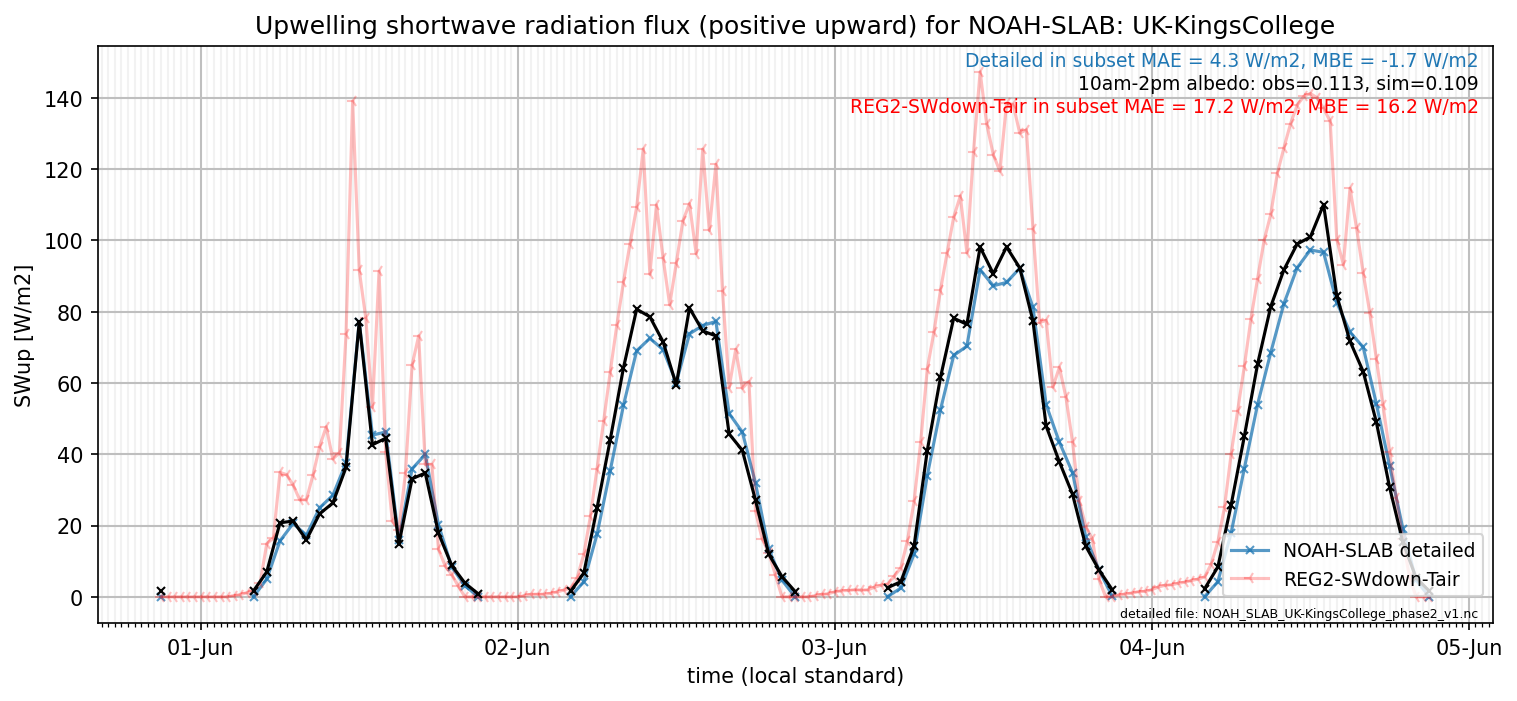 Upwelling shortwave radiation flux (positive upward) for NOAH-SLAB: UK-KingsCollege
Detailed in subset MAE = 4.3 W/m2, MBE = -1.7 W/m2
10am-2pm albedo: obs=0.113, sim=0.109
REG2-SWdown-Tair in subset MAE = 17.2 W/m2, MBE = 16.2 W/m2
SWup [W/m2]
140
120
100
80
60
40
20
0
NOAH-SLAB detailed
REG2-SWdown-Tair
detailed file: NOAH_SLAB_UK-KingsCollege_phase2_v1.nc
01-Jun
02-Jun
03-Jun
04-Jun
05-Jun
time (local standard)